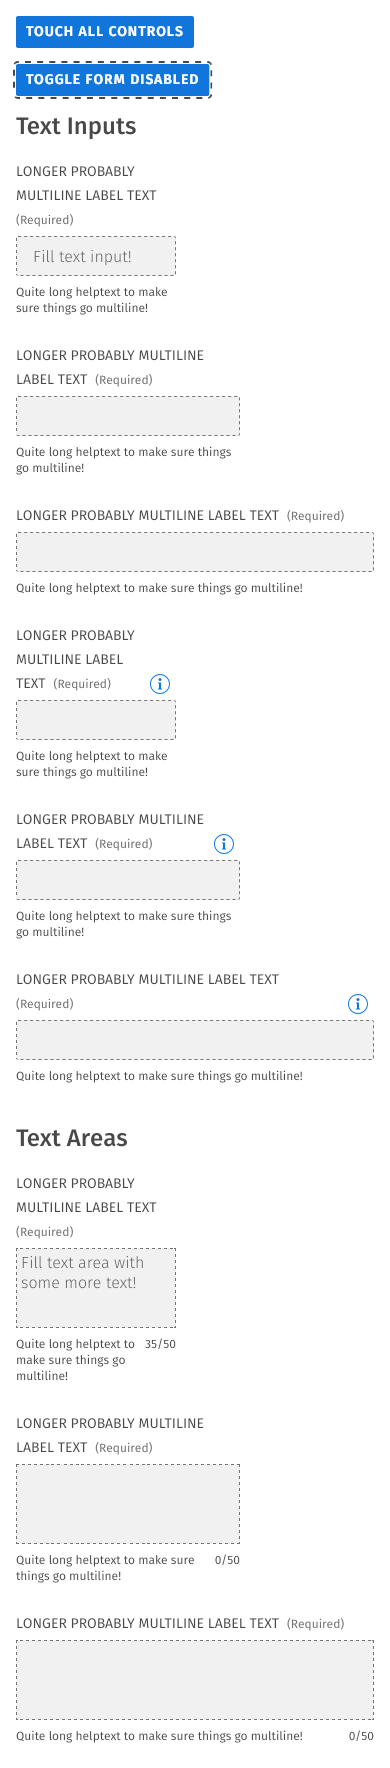 TOUCH ALL CONTROLS
TOGGLE FORM DISABLED
Text Inputs
LONGER PROBABLY
MULTILINE LABEL TEXT
(Required)
Fill text input!
Quite long helptext to make
sure things go multiline!
LONGER PROBABLY MULTILINE
LABEL TEXT (Required)
Quite long helptext to make sure things
go multiline!
LONGER PROBABLY MULTILINE LABEL TEXT (Required)
Quite long helptext to make sure things go multiline!
LONGER PROBABLY
MULTILINE LABEL
TEXT (Required)
Quite long helptext to make
sure things go multiline!
LONGER PROBABLY MULTILINE
LABEL TEXT (Required)
Quite long helptext to make sure things
go multiline!
LONGER PROBABLY MULTILINE LABEL TEXT
(Required)
Quite long helptext to make sure things go multiline!
Text Areas
LONGER PROBABLY
MULTILINE LABEL TEXT
(Required)
Fill text area with
some more text!
Quite long helptext to 35/50
make sure things go
multiline!
LONGER PROBABLY MULTILINE
LABEL TEXT (Required)
Quite long helptext to make sure 0/50
things go multiline!
LONGER PROBABLY MULTILINE LABEL TEXT (Required)
Quite long helptext to make sure things go multiline! 0/50